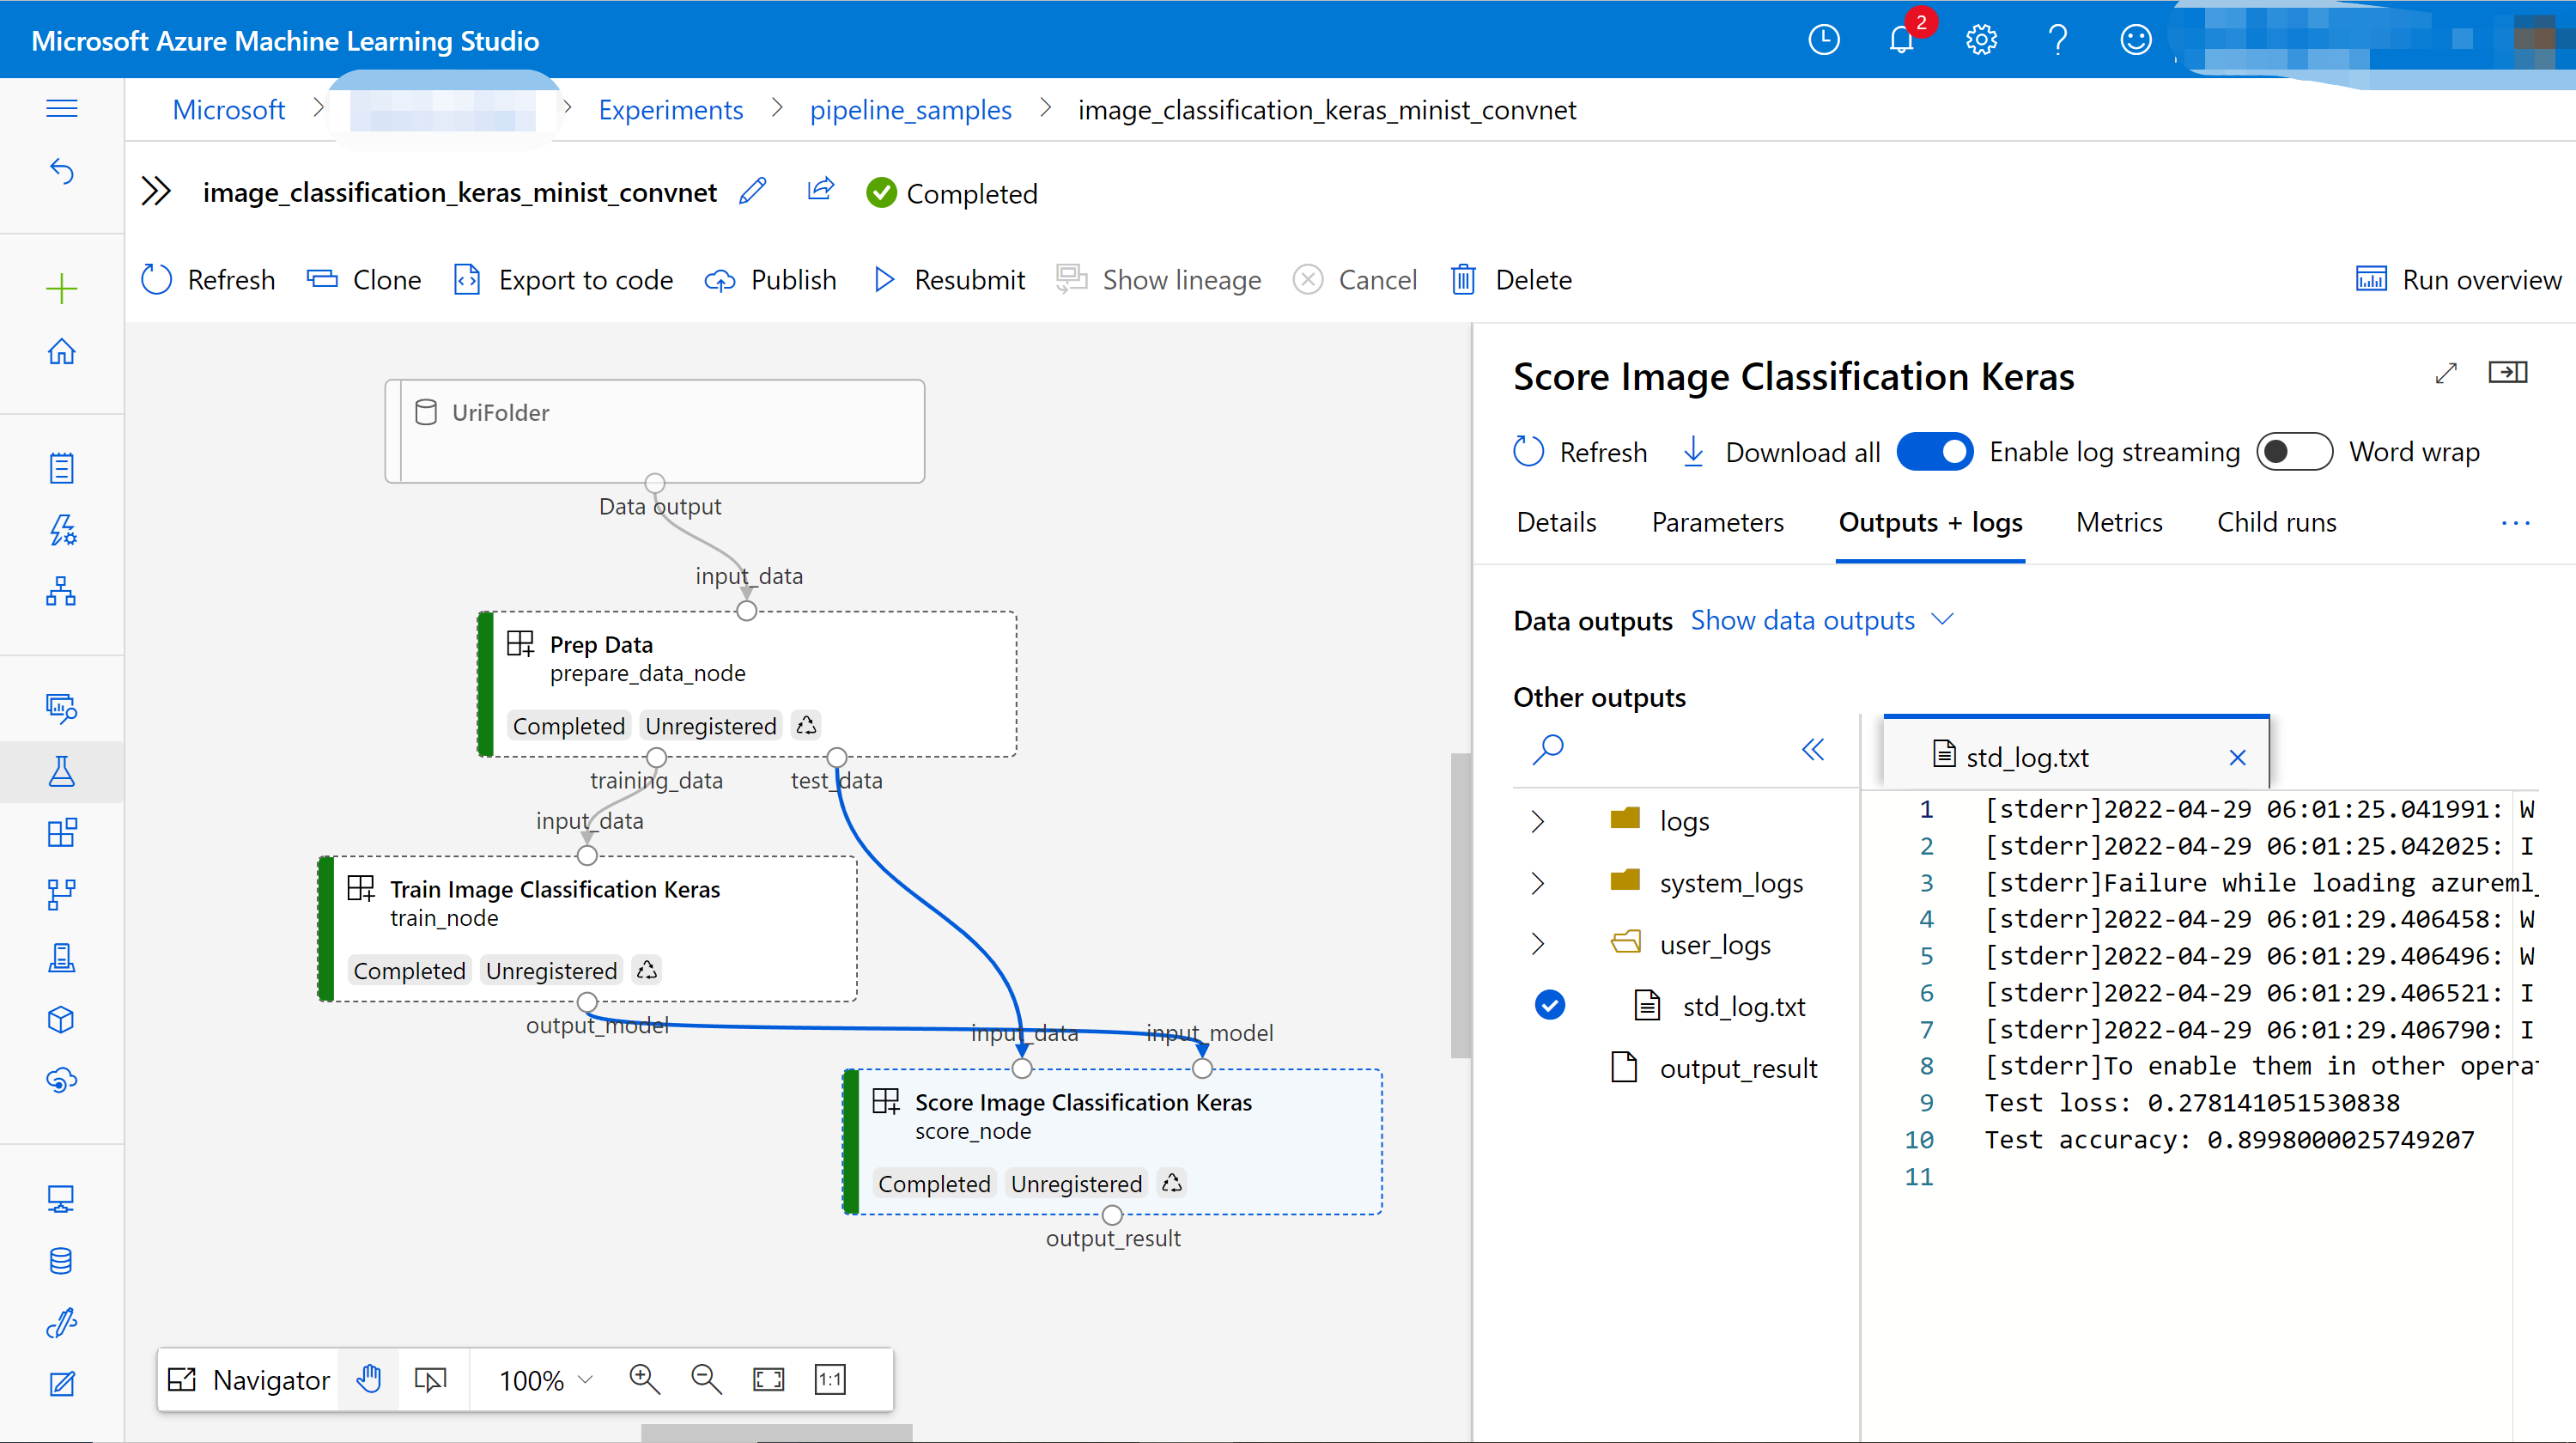 Microsoft Azure Machine Learning Studio
2
Microsoft > > Experiments > pipeline_samples > image_classification_keras_minist_convnet
image_classification_keras_minist_convnet Completed
Refresh Clone Export to code Publish Resubmit Show lineage Cancel Delete Run overview
UriFolder
Data output
input_data
Prep Data
prepare_data_node
Completed Unregistered
training_data test_data
input_data
Train Image Classification Keras
train_node
Completed Unregistered
output_model
input_data input_model
Score Image Classification Keras
score_node
Completed Unregistered
output_result
Navigator 100% 1:1
Score Image Classification Keras
Refresh Download all Enable log streaming Word wrap
Details Parameters Outputs + logs Metrics Child runs ...
Data outputs Show data outputs
Other outputs
logs
system_logs
user_logs
std_log.txt
output_result
std_log.txt
1 [stderr]2022-04-29 06:01:25.041991: W
2 [stderr]2022-04-29 06:01:25.042025: I
3 [stderr]Failure while loading azureml_
4 [stderr]2022-04-29 06:01:29.406458: W
5 [stderr]2022-04-29 06:01:29.406496: W
6 [stderr]2022-04-29 06:01:29.406521: I
7 [stderr]2022-04-29 06:01:29.406790: I
8 [stderr]To enable them in other
9 Test loss: 0.278141051530838
10 Test accuracy: 0.8998000025749207
11